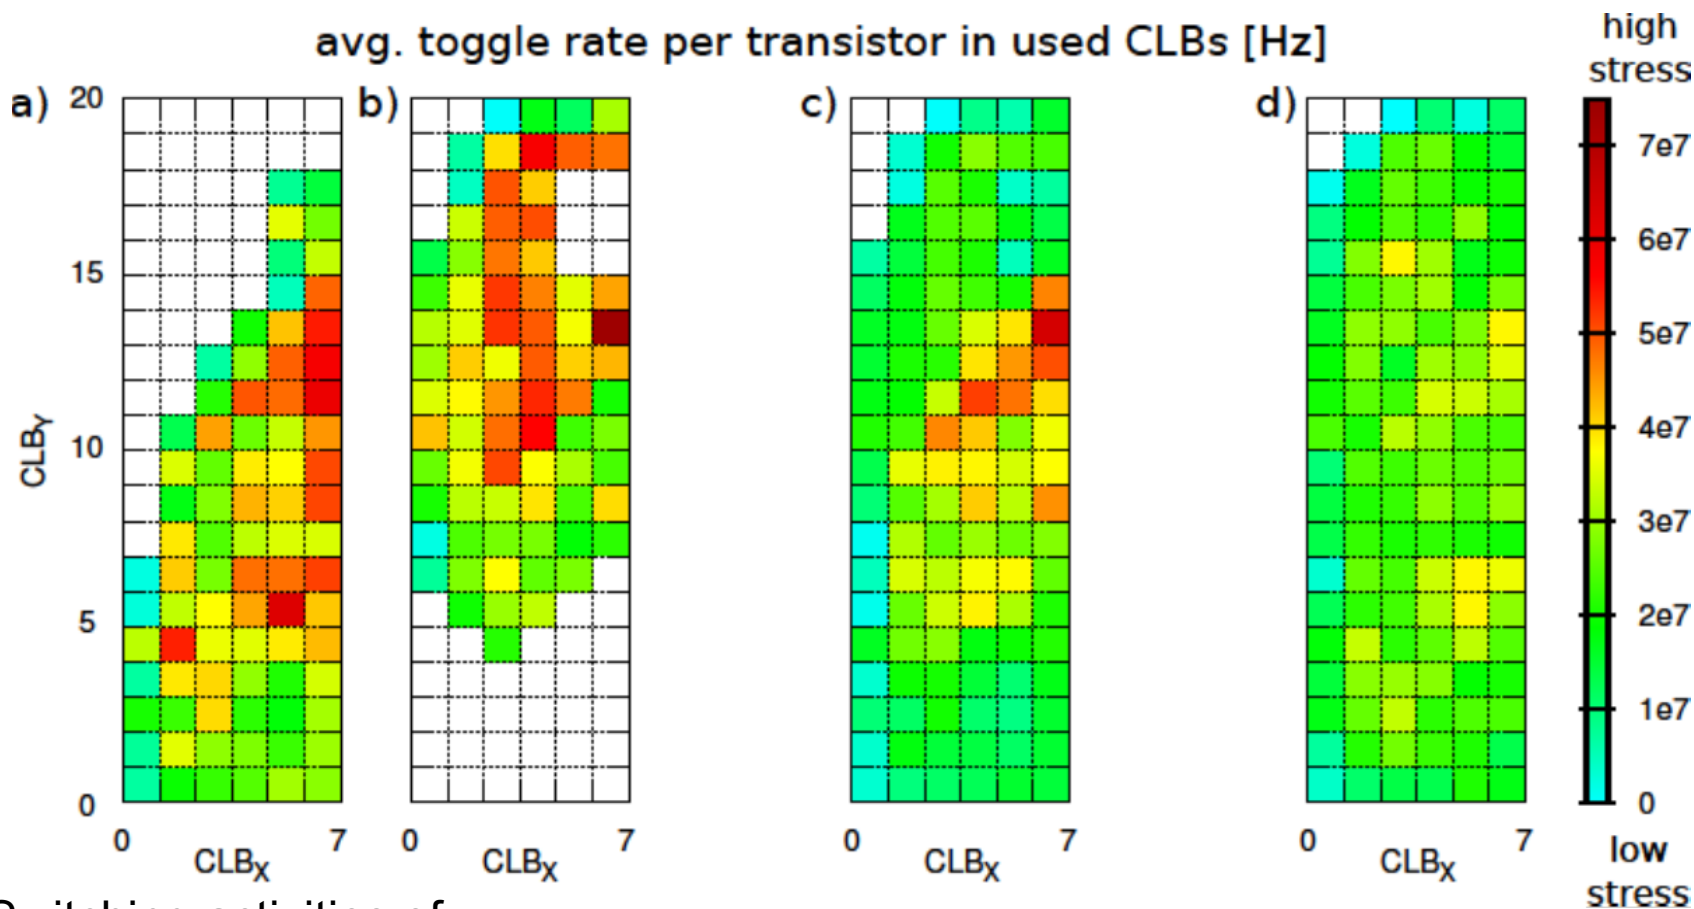 avg. toggle rate per transistor in used CLBs [Hz]
high
stress
a)
b)
c)
d)
20
15
10
5
0
CLBY
0 7
CLBX
0 7
CLBX
0 7
CLBX
0 7
CLBX
7e7
6e7
5e7
4e7
3e7
2e7
1e7
0
low
stress
activities of